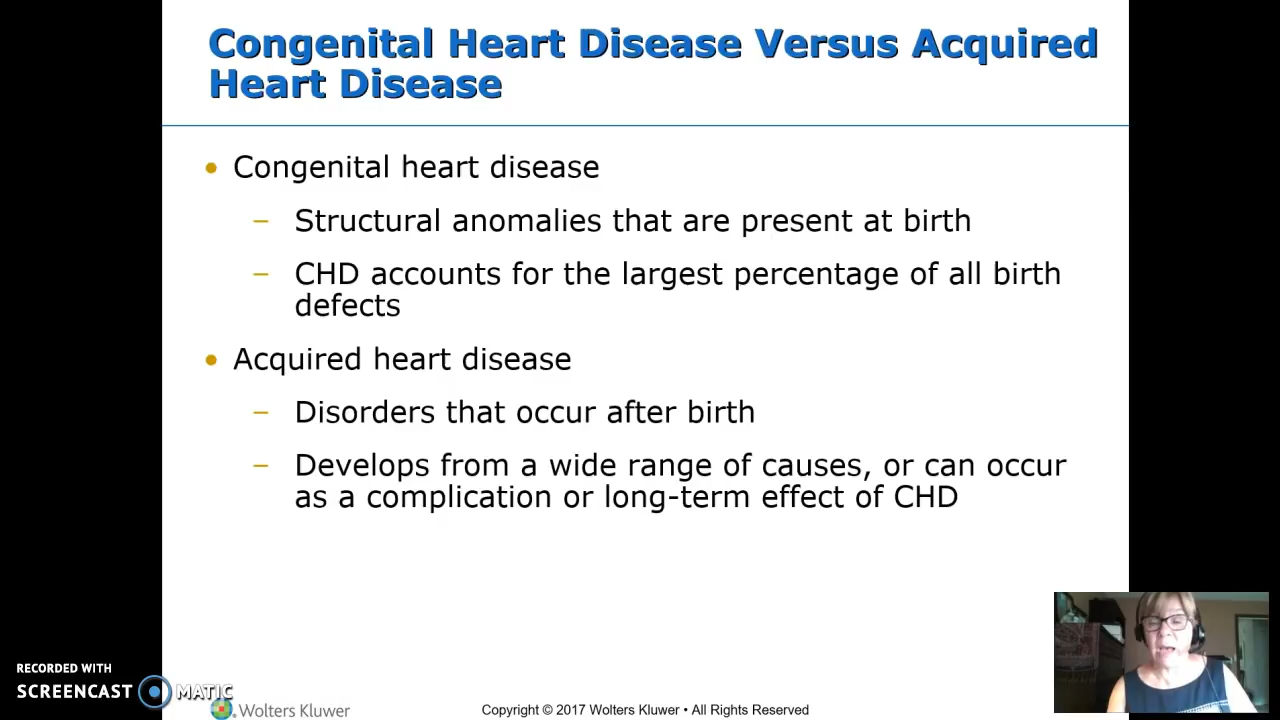 Congenital Heart Disease Versus Acquired
Heart Disease
• Congenital heart disease
– Structural anomalies that are present at birth
– CHD accounts for the largest percentage of all birth
defects
• Acquired heart disease
– Disorders that occur after birth
– Develops from a wide range of causes, or can occur
as a complication or long-term effect of CHD
RECORDED WITH
SCREENCAST MATIC
Wolters Kluwer
Copyright © 2017 Wolters Kluwer • All Rights Reserved